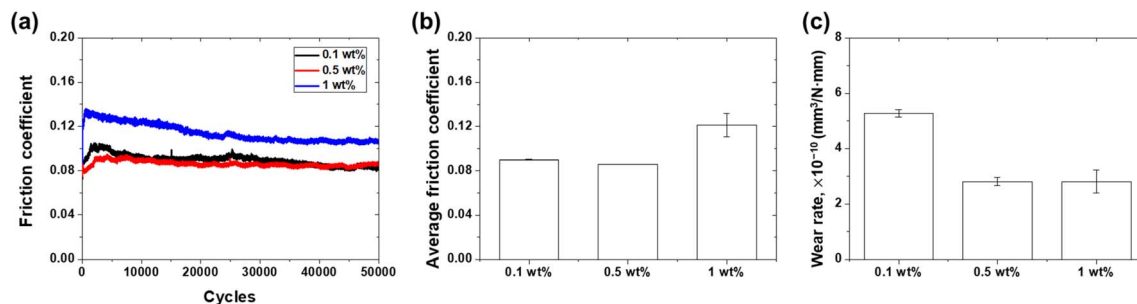 (a)
Friction coefficient
0.20
0.16
0.12
0.08
0.04
0.00
0.1 wt%
0.5 wt%
1 wt%
0 10000 20000 30000 40000 50000
Cycles
(b)
Average friction coefficient
0.20
0.16
0.12
0.08
0.04
0.00
0.1 wt% 0.5 wt% 1 wt%
(c)
Wear rate, ×10⁻¹⁰ (mm³/N·mm)
8
6
4
2
0
0.1 wt% 0.5 wt% 1 wt%